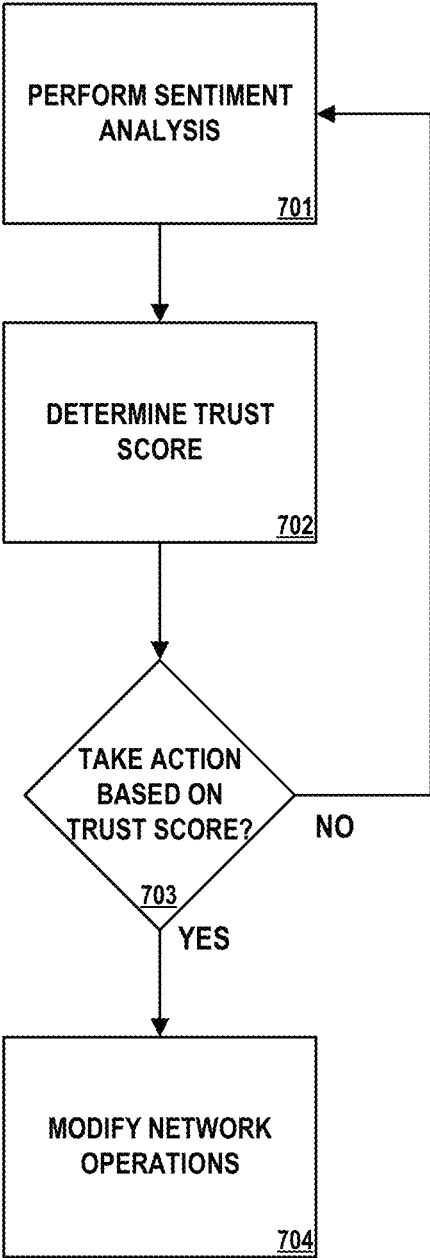 PERFORM SENTIMENT
ANALYSIS
701
DETERMINE TRUST
SCORE
702
TAKE ACTION
BASED ON
TRUST SCORE?
NO
703
YES
MODIFY NETWORK
OPERATIONS
704